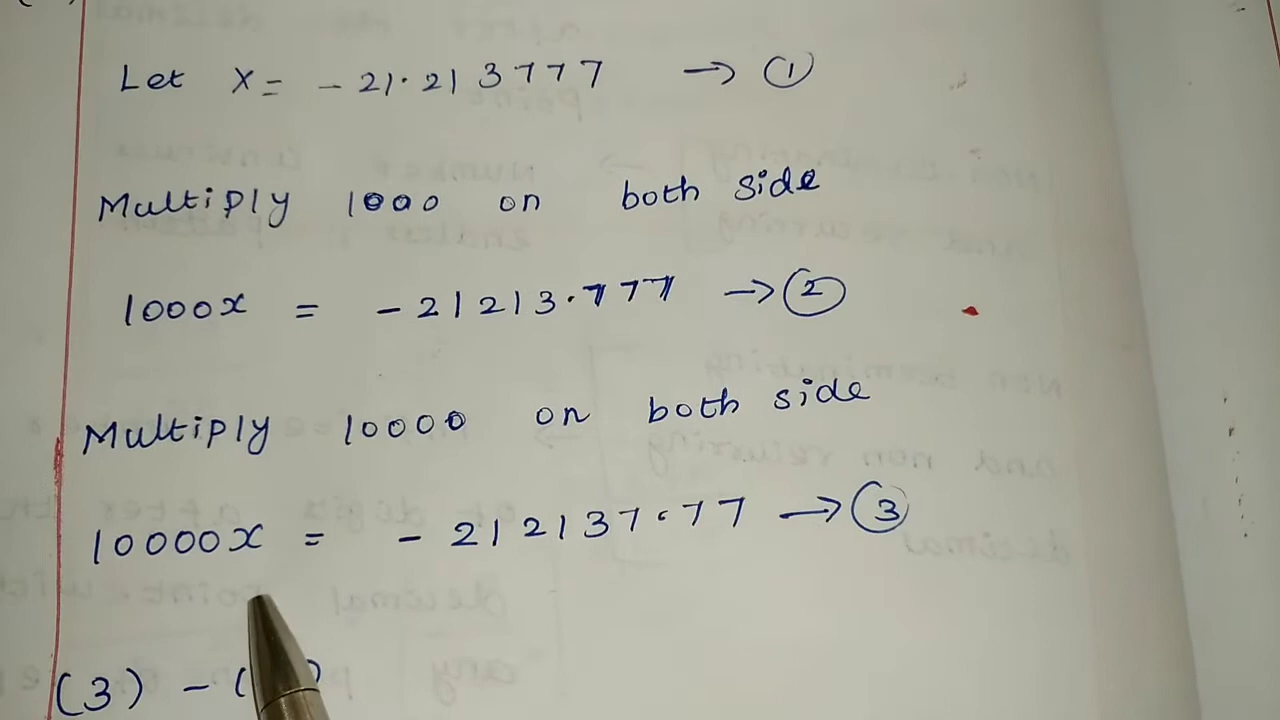 Let x = - 21.213777 → ①
Multiply 1000 on both side
1000x = - 21213.777 → ②
Multiply 10000 on both side
10000x = - 212137.77 → ③
(3) - (